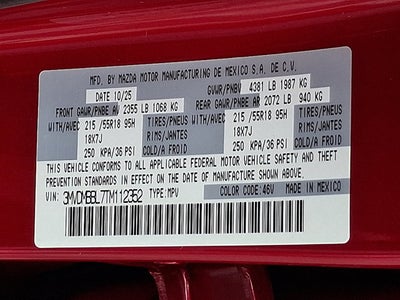 MFD. BY MAZDA MOTOR MANUFACTURING DE MEXICO S.A. DE C.V.
DATE 10/25 GVWR/PNBV 4381 LB 1987 KG
FRONT GAWR/PNBE AV 2355 LB 1068 KG REAR GAWR/PNBE AR 2072 LB 940 KG
WITH/AVEC 215 /55R18 95H TIRES/PNEUS WITH/AVEC 215 /55R18 95H TIRES/PNEUS
18X7J RIMS/JANTES 18X7J RIMS/JANTES
250 KPA/36 PSI COLD/A FROID 250 KPA/36 PSI COLD/A FROID
THIS VEHICLE CONFORMS TO ALL APPLICABLE FEDERAL MOTOR VEHICLE SAFETY AND THEFT
PREVENTION STANDARDS IN EFFECT ON THE DATE OF MANUFACTURE SHOWN ABOVE.
VIN: 3MVDMBBL7TM112352 TYPE:MPV COLOR CODE:46V MADE IN MEXICO